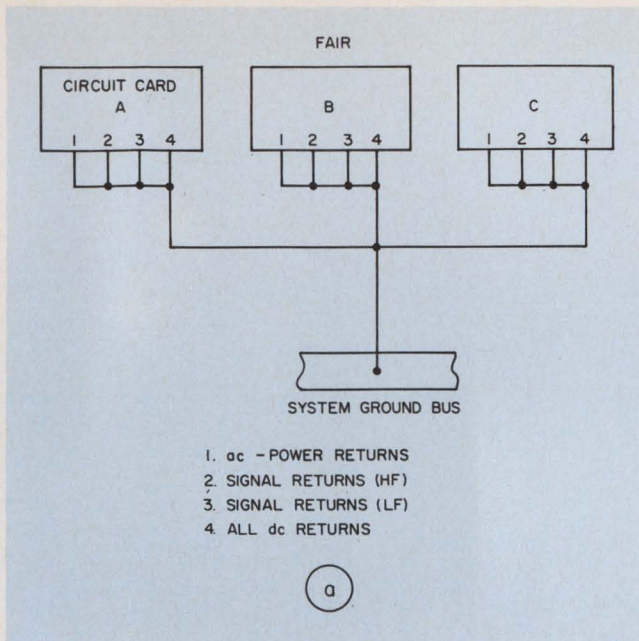 FAIR
CIRCUIT CARD
A
B
C
1 2 3 4
1 2 3 4
1 2 3 4
SYSTEM GROUND BUS
1. ac - POWER RETURNS
2. SIGNAL RETURNS (HF)
3. SIGNAL RETURNS (LF)
4. ALL dc RETURNS
a